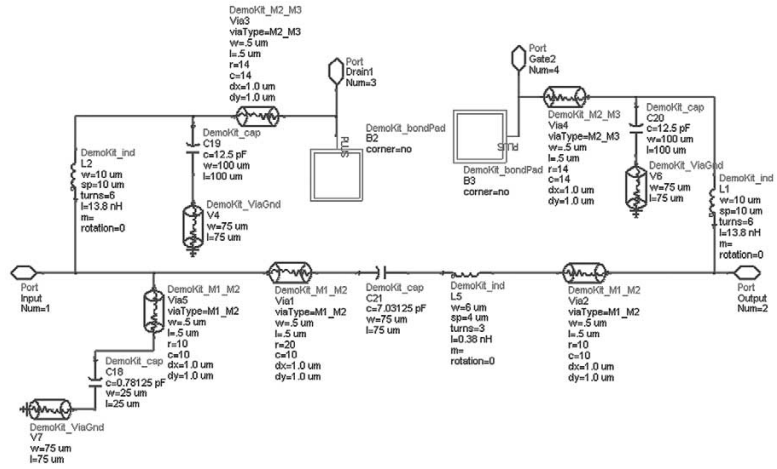 DemoKit_M2_M3
Via3
viaType=M2_M3
w=.5 um
l=.5 um
r=14
c=14
dx=1.0 um
dy=1.0 um
Port
Drain1
Num=3
Port
Gate2
Num=4
DemoKit_cap
C19
c=12.5 pF
w=100 um
l=100 um
DemoKit_ind
L2
w=10 um
sp=10 um
turns=6
l=13.8 nH
m=
rotation=0
DemoKit_ViaGnd
V4
w=75 um
l=75 um
PLUS
DemoKit_bondPad
B2
corner=no
PLUS
DemoKit_bondPad
B3
corner=no
DemoKit_M2_M3
Via4
viaType=M2_M3
w=.5 um
l=.5 um
r=14
c=14
dx=1.0 um
dy=1.0 um
DemoKit_cap
C20
c=12.5 pF
w=100 um
l=100 um
DemoKit_ViaGnd
V6
w=75 um
l=75 um
DemoKit_ind
L1
w=10 um
sp=10 um
turns=6
l=13.8 nH
m=
rotation=0
Port
Input
Num=1
DemoKit_M1_M2
Via5
viaType=M1_M2
w=.5 um
l=.5 um
r=10
c=10
dx=1.0 um
dy=1.0 um
DemoKit_M1_M2
Via1
viaType=M1_M2
w=.5 um
l=.5 um
r=20
c=10
dx=1.0 um
dy=1.0 um
DemoKit_cap
C21
c=7.03125 pF
w=75 um
l=75 um
DemoKit_ind
L5
w=6 um
sp=4 um
turns=3
l=0.38 nH
m=
rotation=0
DemoKit_M1_M2
Via2
viaType=M1_M2
w=.5 um
l=.5 um
r=10
c=10
dx=1.0 um
dy=1.0 um
Port
Output
Num=2
DemoKit_cap
C18
c=0.78125 pF
w=25 um
l=25 um
DemoKit_ViaGnd
V7
w=75 um
l=75 um